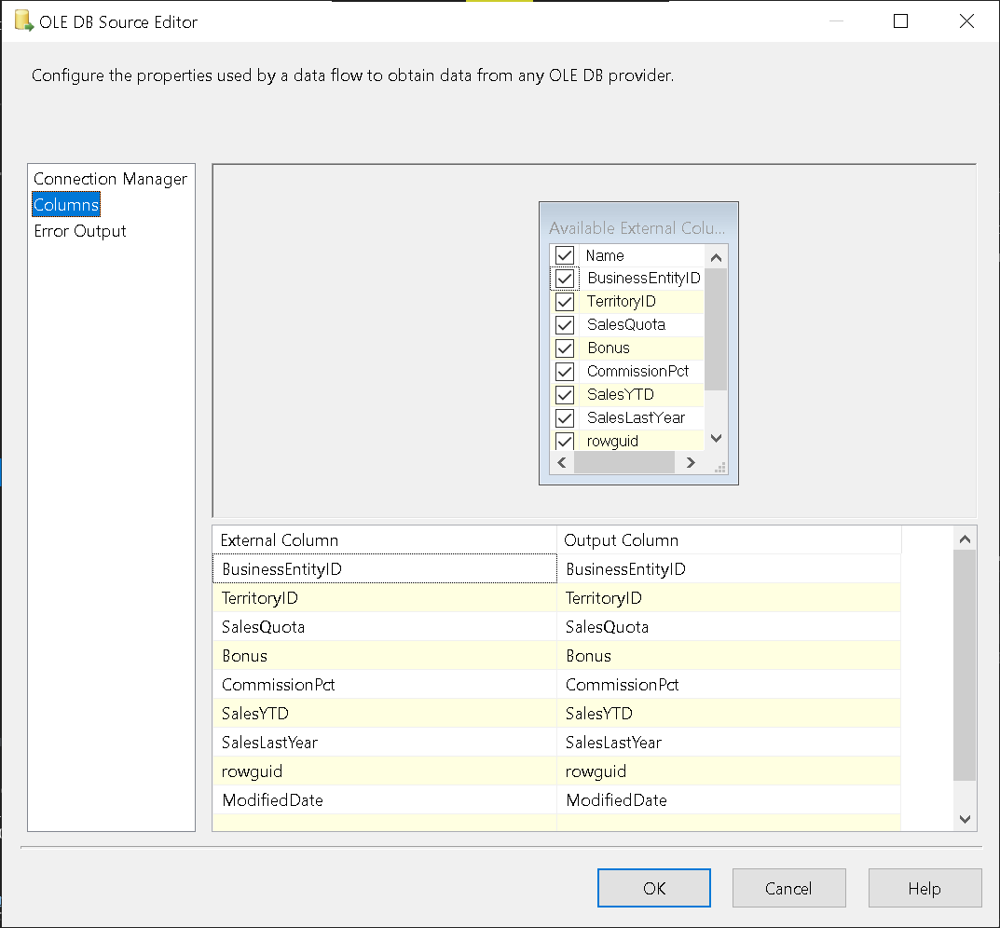 OLE DB Source Editor
Configure the properties used by a data flow to obtain data from any OLE DB provider.
Connection Manager
Columns
Error Output
Available External Colu...
Name
BusinessEntityID
TerritoryID
SalesQuota
Bonus
CommissionPct
SalesYTD
SalesLastYear
rowguid
External Column Output Column
BusinessEntityID BusinessEntityID
TerritoryID TerritoryID
SalesQuota SalesQuota
Bonus Bonus
CommissionPct CommissionPct
SalesYTD SalesYTD
SalesLastYear SalesLastYear
rowguid rowguid
ModifiedDate ModifiedDate
OK Cancel Help